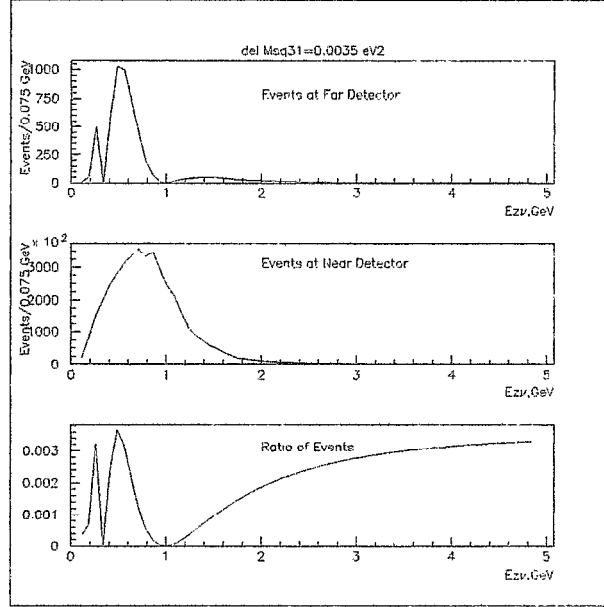 del Msq31=0.0035 eV2
Events/0.075 GeV
1000
750
500
250
0
Events at Far Detector
0 1 2 3 4 5
Ezν,GeV
× 10²
Events/0.075 GeV
3000
2000
1000
0
Events at Near Detector
0 1 2 3 4 5
Ezν,GeV
0.003
0.002
0.001
0
Ratio of Events
0 1 2 3 4 5
Ezν,GeV